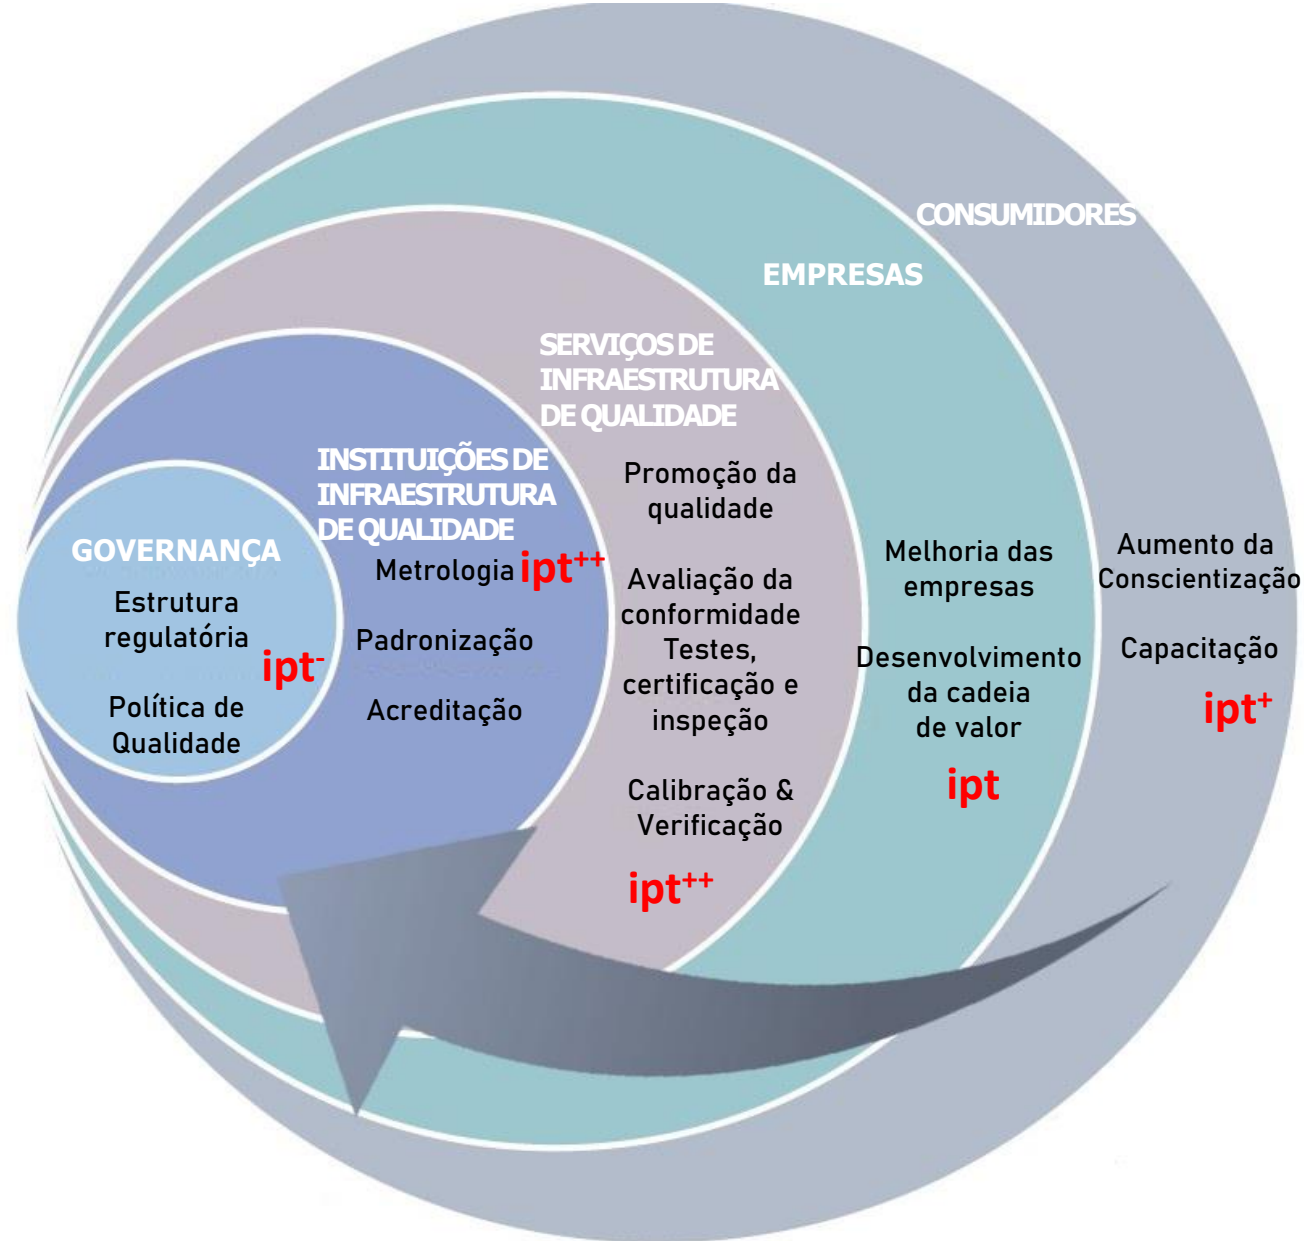 CONSUMIDORES
EMPRESAS
SERVIÇOS DE
INFRAESTRUTURA
DE QUALIDADE
INSTITUIÇÕES DE
INFRAESTRUTURA
DE QUALIDADE
GOVERNANÇA
Estrutura
regulatória
ipt⁻
Política de
Qualidade
Metrologia ipt⁺⁺
Padronização
Acreditação
Promoção da
qualidade
Avaliação da
conformidade
Testes,
certificação e
inspeção
Calibração &
Verificação
ipt⁺⁺
Melhoria das
empresas
Desenvolvimento
da cadeia
de valor
ipt
Aumento da
Conscientização
Capacitação
ipt⁺